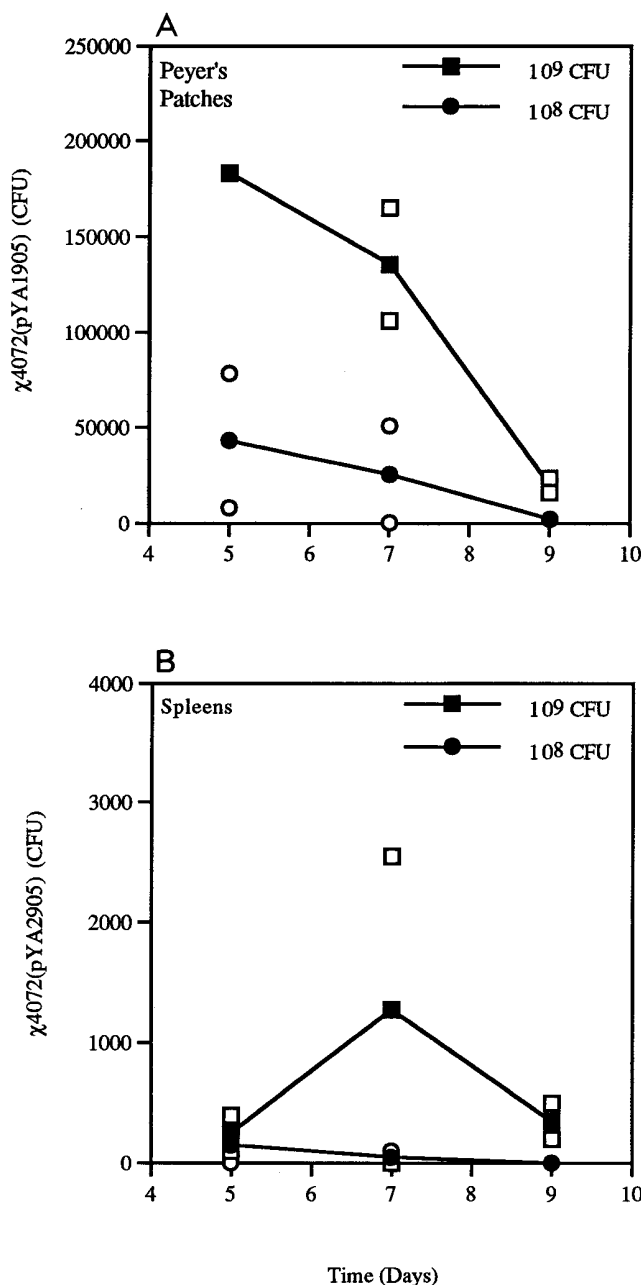 A
250000
200000
150000
100000
50000
0
Peyer's
Patches
10⁹ CFU
10⁸ CFU
χ4072(pYA1905) (CFU)
4 5 6 7 8 9 10
B
4000
3000
2000
1000
0
Spleens
10⁹ CFU
10⁸ CFU
χ4072(pYA2905) (CFU)
4 5 6 7 8 9 10
Time (Days)